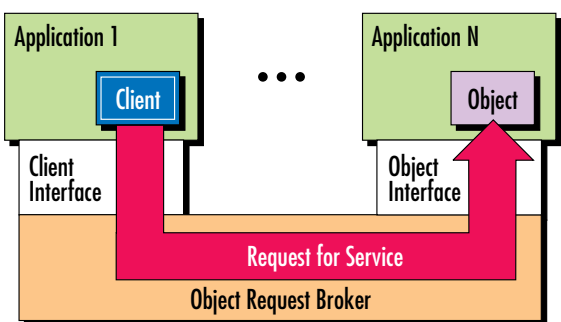 Application 1
Application N
Client
Object
Client
Interface
Object
Interface
Request for Service
Object Request Broker